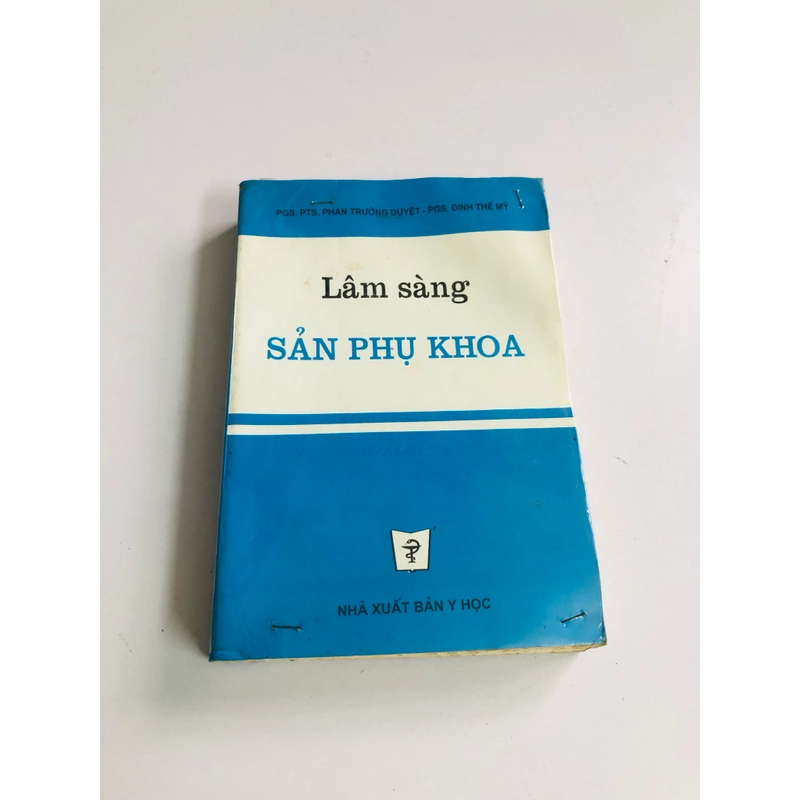 PGS. PTS. PHAN TRƯỜNG DUYỆT - PGS. ĐINH THẾ MỸ
Lâm sàng
SẢN PHỤ KHOA
NHÀ XUẤT BẢN Y HỌC